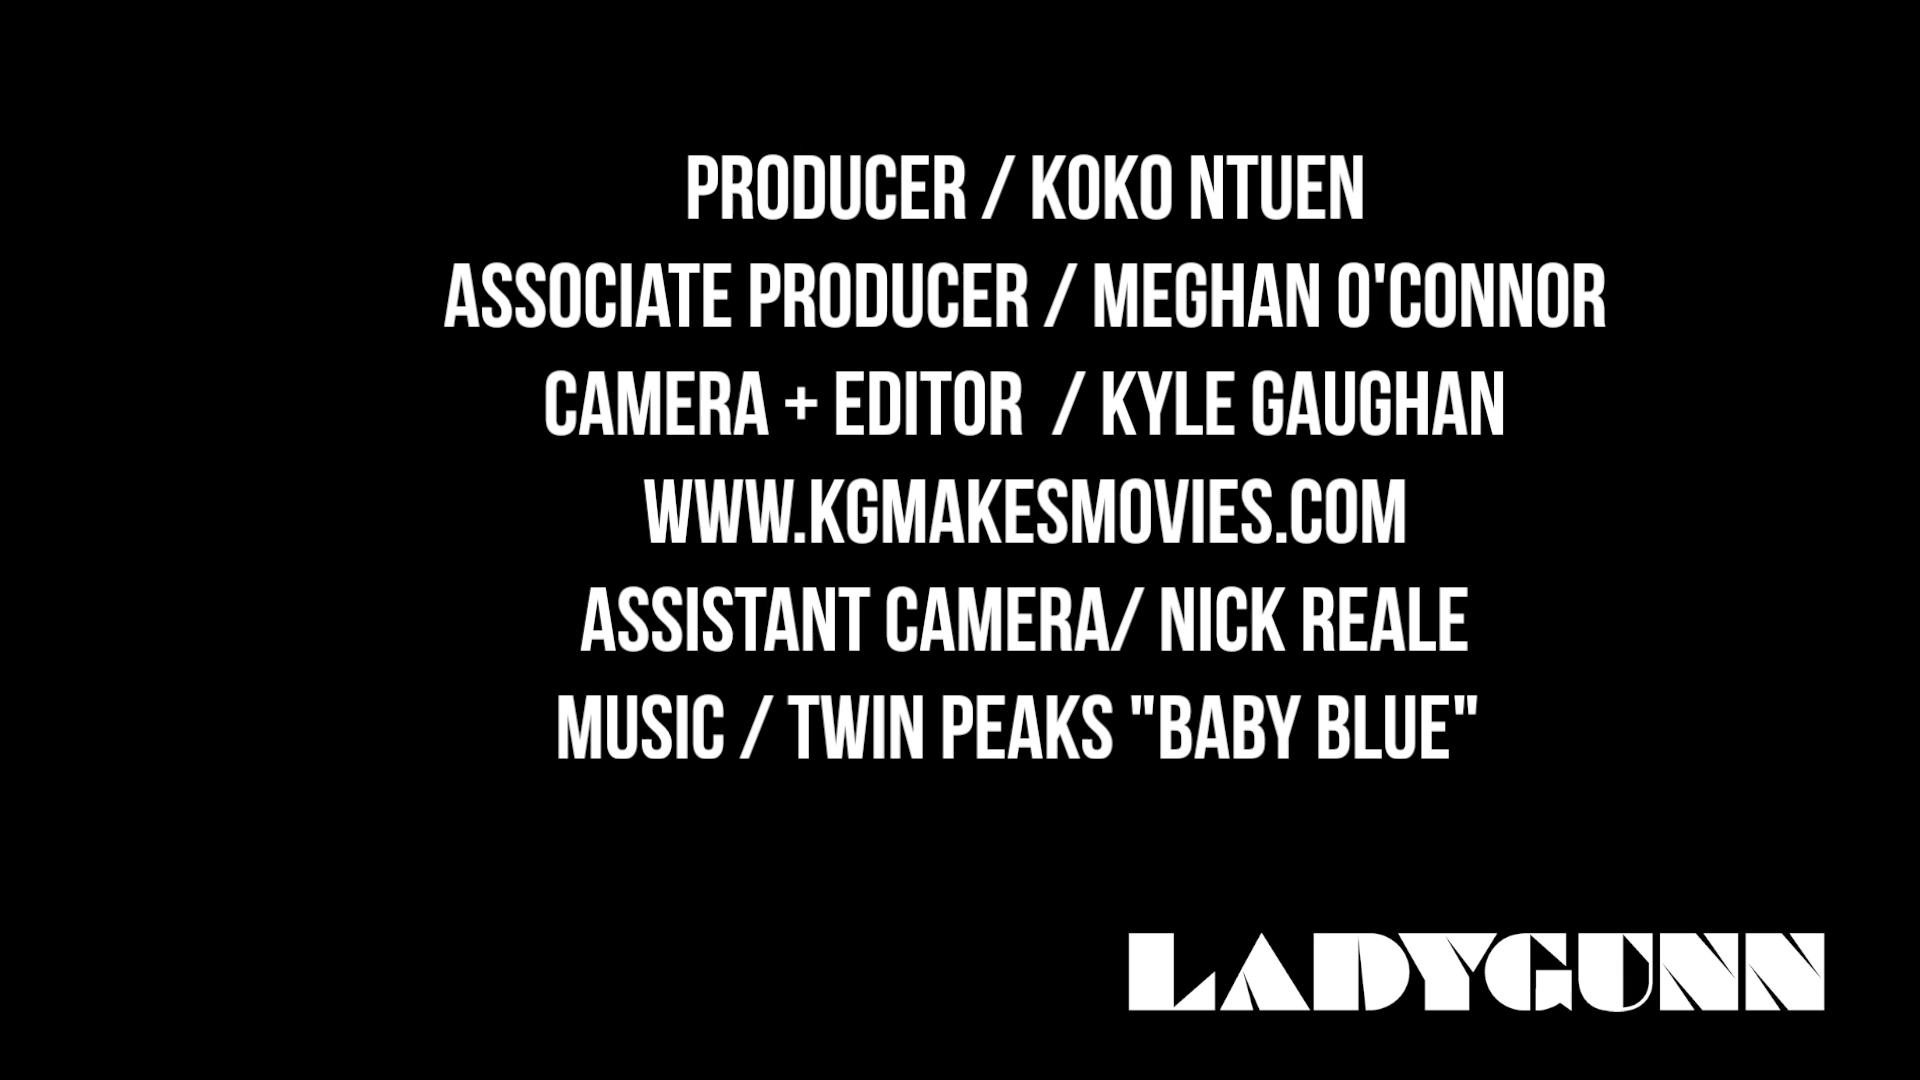 PRODUCER / KOKO NTUEN
ASSOCIATE PRODUCER / MEGHAN O'CONNOR
CAMERA + EDITOR  / KYLE GAUGHAN
WWW.KGMAKESMOVIES.COM
ASSISTANT CAMERA/ NICK REALE
MUSIC / TWIN PEAKS "BABY BLUE"
LADYGUNN